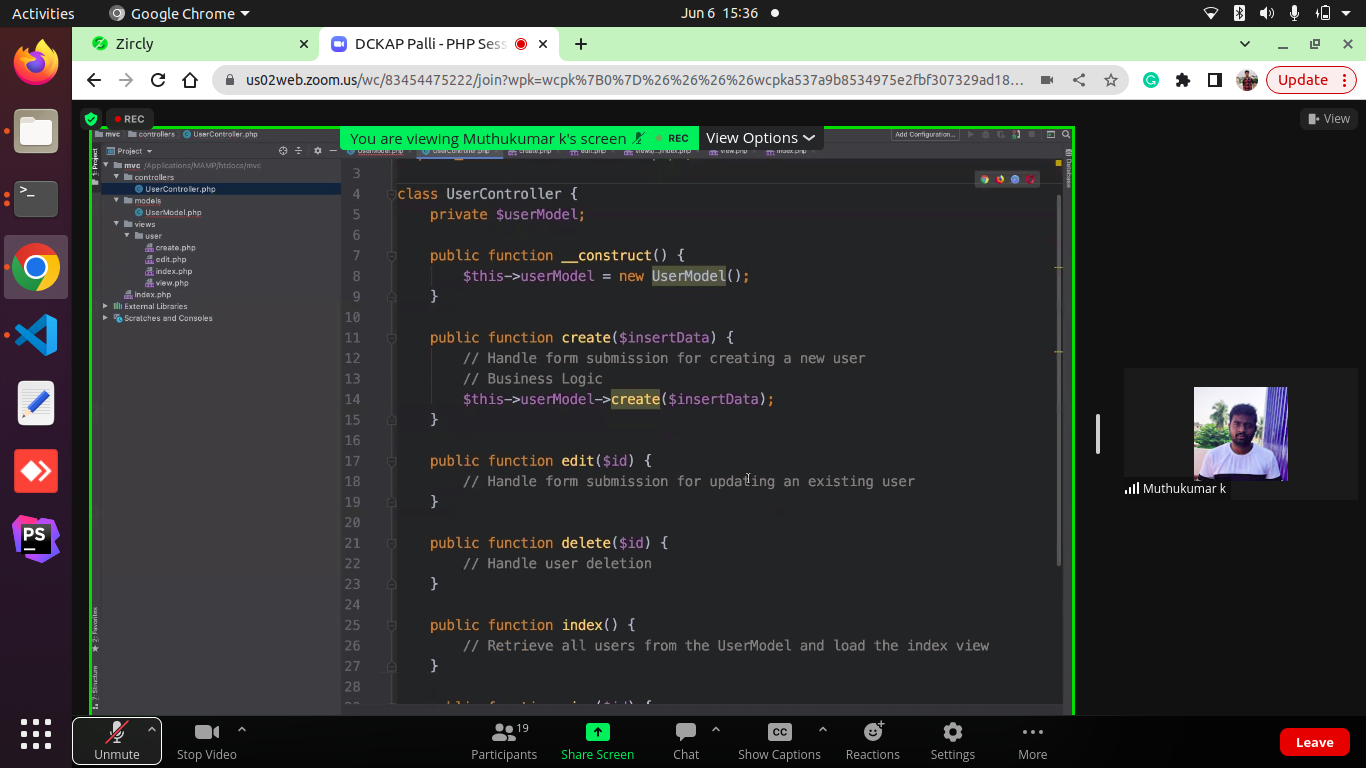 Activities
Google Chrome
Jun 6 15:36
Zircly
DCKAP Palli - PHP Sess
us02web.zoom.us/wc/83454475222/join?wpk=wcpk%7B0%7D%26%26%26%26wcpka537a9b8534975e2fbf307329ad18...
Update
REC
You are viewing Muthukumar k's screen
REC
View Options
View
mvc
controllers
UserController.php
Add Configuration...
Project
mvc /Applications/MAMP/htdocs/mvc
controllers
UserController.php
models
UserModel.php
views
user
create.php
edit.php
index.php
view.php
index.php
External Libraries
Scratches and Consoles
1: Project
2: Favorites
7: Structure
Database
3
4 class UserController {
5 private $userModel;
6
7 public function __construct() {
8 $this->userModel = new UserModel();
9 }
10
11 public function create($insertData) {
12 // Handle form submission for creating a new user
13 // Business Logic
14 $this->userModel->create($insertData);
15 }
16
17 public function edit($id) {
18 // Handle form submission for updating an existing user
19 }
20
21 public function delete($id) {
22 // Handle user deletion
23 }
24
25 public function index() {
26 // Retrieve all users from the UserModel and load the index view
27 }
28
Muthukumar k
PS
Unmute
Stop Video
Participants
19
Share Screen
Chat
CC
Show Captions
Reactions
Settings
More
Leave